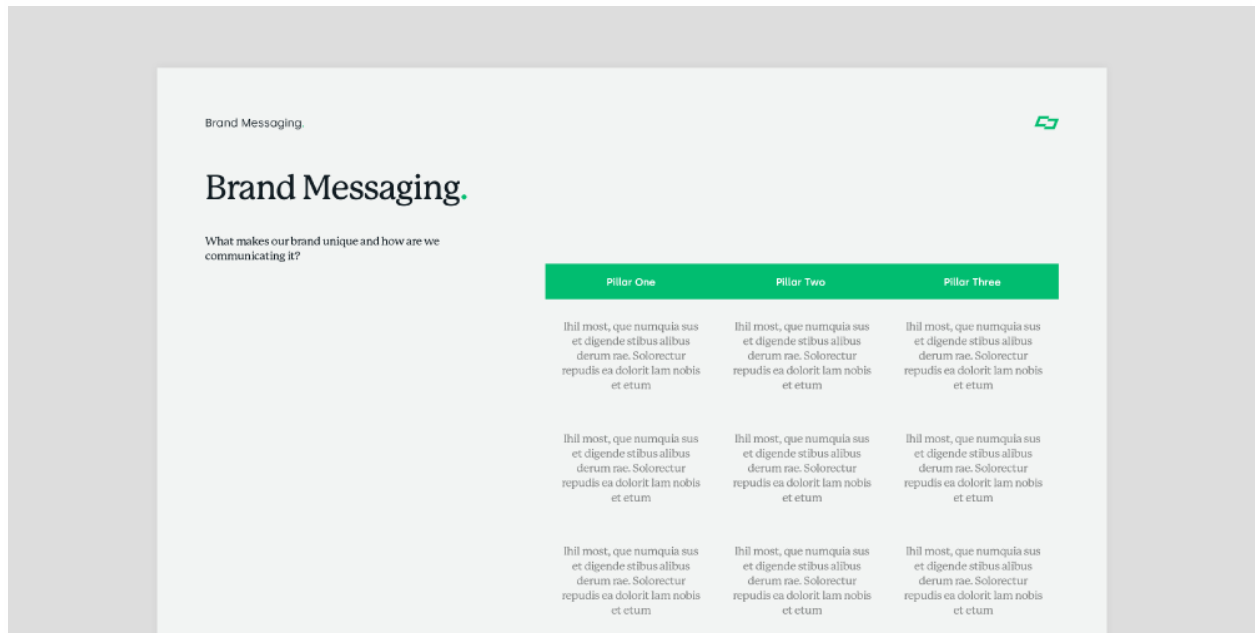 Brand Messaging.
Brand Messaging.
What makes our brand unique and how are we
communicating it?
Pillar One
Pillar Two
Pillar Three
Ihil most, que numquia sus
et digende stibus alibus
derum rae. Solorectur
repudis ea dolorit lam nobis
et etum
Ihil most, que numquia sus
et digende stibus alibus
derum rae. Solorectur
repudis ea dolorit lam nobis
et etum
Ihil most, que numquia sus
et digende stibus alibus
derum rae. Solorectur
repudis ea dolorit lam nobis
et etum
Ihil most, que numquia sus
et digende stibus alibus
derum rae. Solorectur
repudis ea dolorit lam nobis
et etum
Ihil most, que numquia sus
et digende stibus alibus
derum rae. Solorectur
repudis ea dolorit lam nobis
et etum
Ihil most, que numquia sus
et digende stibus alibus
derum rae. Solorectur
repudis ea dolorit lam nobis
et etum
Ihil most, que numquia sus
et digende stibus alibus
derum rae. Solorectur
repudis ea dolorit lam nobis
et etum
Ihil most, que numquia sus
et digende stibus alibus
derum rae. Solorectur
repudis ea dolorit lam nobis
et etum
Ihil most, que numquia sus
et digende stibus alibus
derum rae. Solorectur
repudis ea dolorit lam nobis
et etum